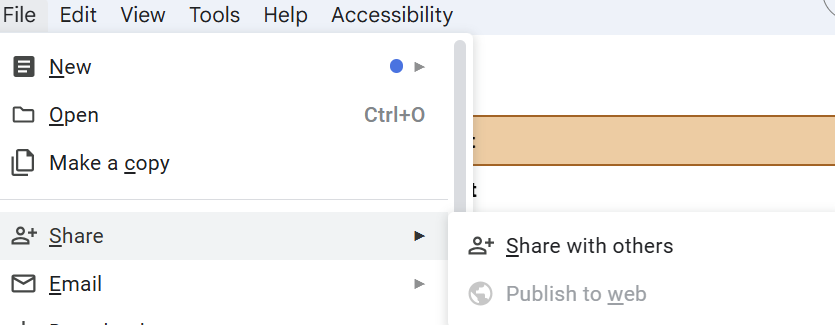 File Edit View Tools Help Accessibility
New
Open Ctrl+O
Make a copy
Share
Share with others
Email
Publish to web